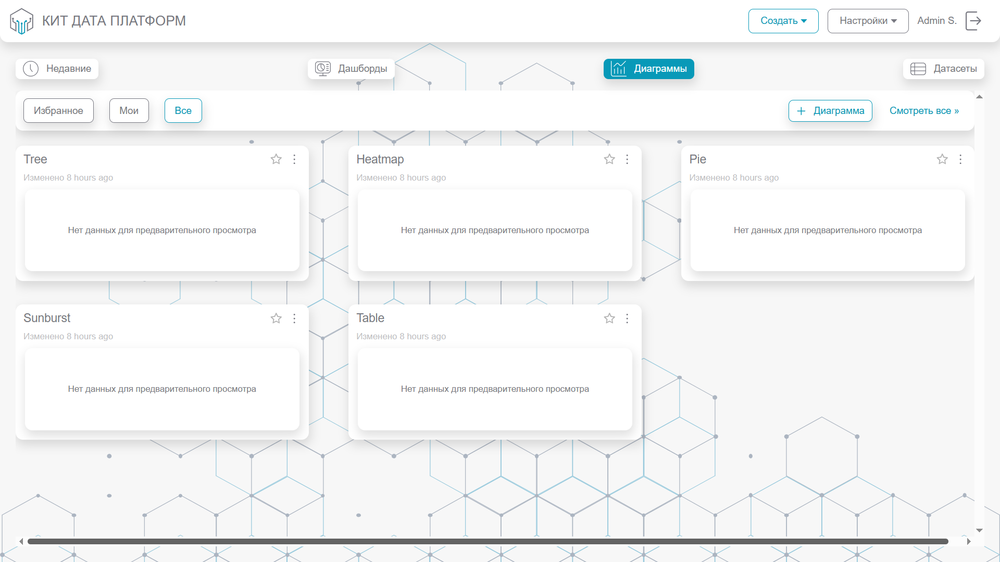 КИТ ДАТА ПЛАТФОРМ
Создать
Настройки
Admin S.
Недавние
Дашборды
Диаграммы
Датасеты
Избранное
Мои
Все
Диаграмма
Смотреть все »
Tree
Изменено 8 hours ago
Нет данных для предварительного просмотра
Heatmap
Изменено 8 hours ago
Нет данных для предварительного просмотра
Pie
Изменено 8 hours ago
Нет данных для предварительного просмотра
Sunburst
Изменено 8 hours ago
Нет данных для предварительного просмотра
Table
Изменено 8 hours ago
Нет данных для предварительного просмотра